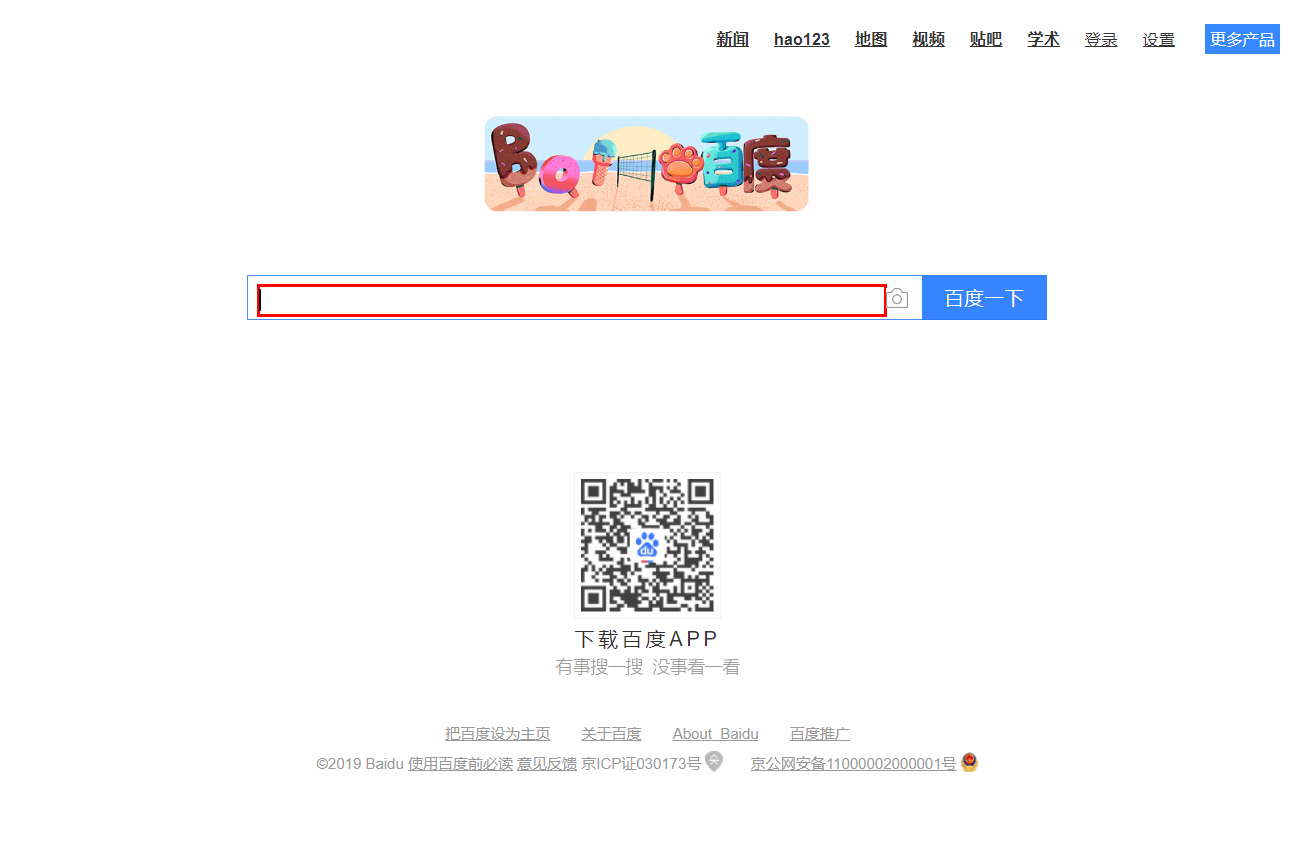 新闻 hao123 地图 视频 贴吧 学术 登录 设置 更多产品
Bai 百度
百度一下
du
下载百度APP
有事搜一搜 没事看一看
把百度设为主页 关于百度 About Baidu 百度推广
©2019 Baidu 使用百度前必读 意见反馈 京ICP证030173号 京公网安备11000002000001号